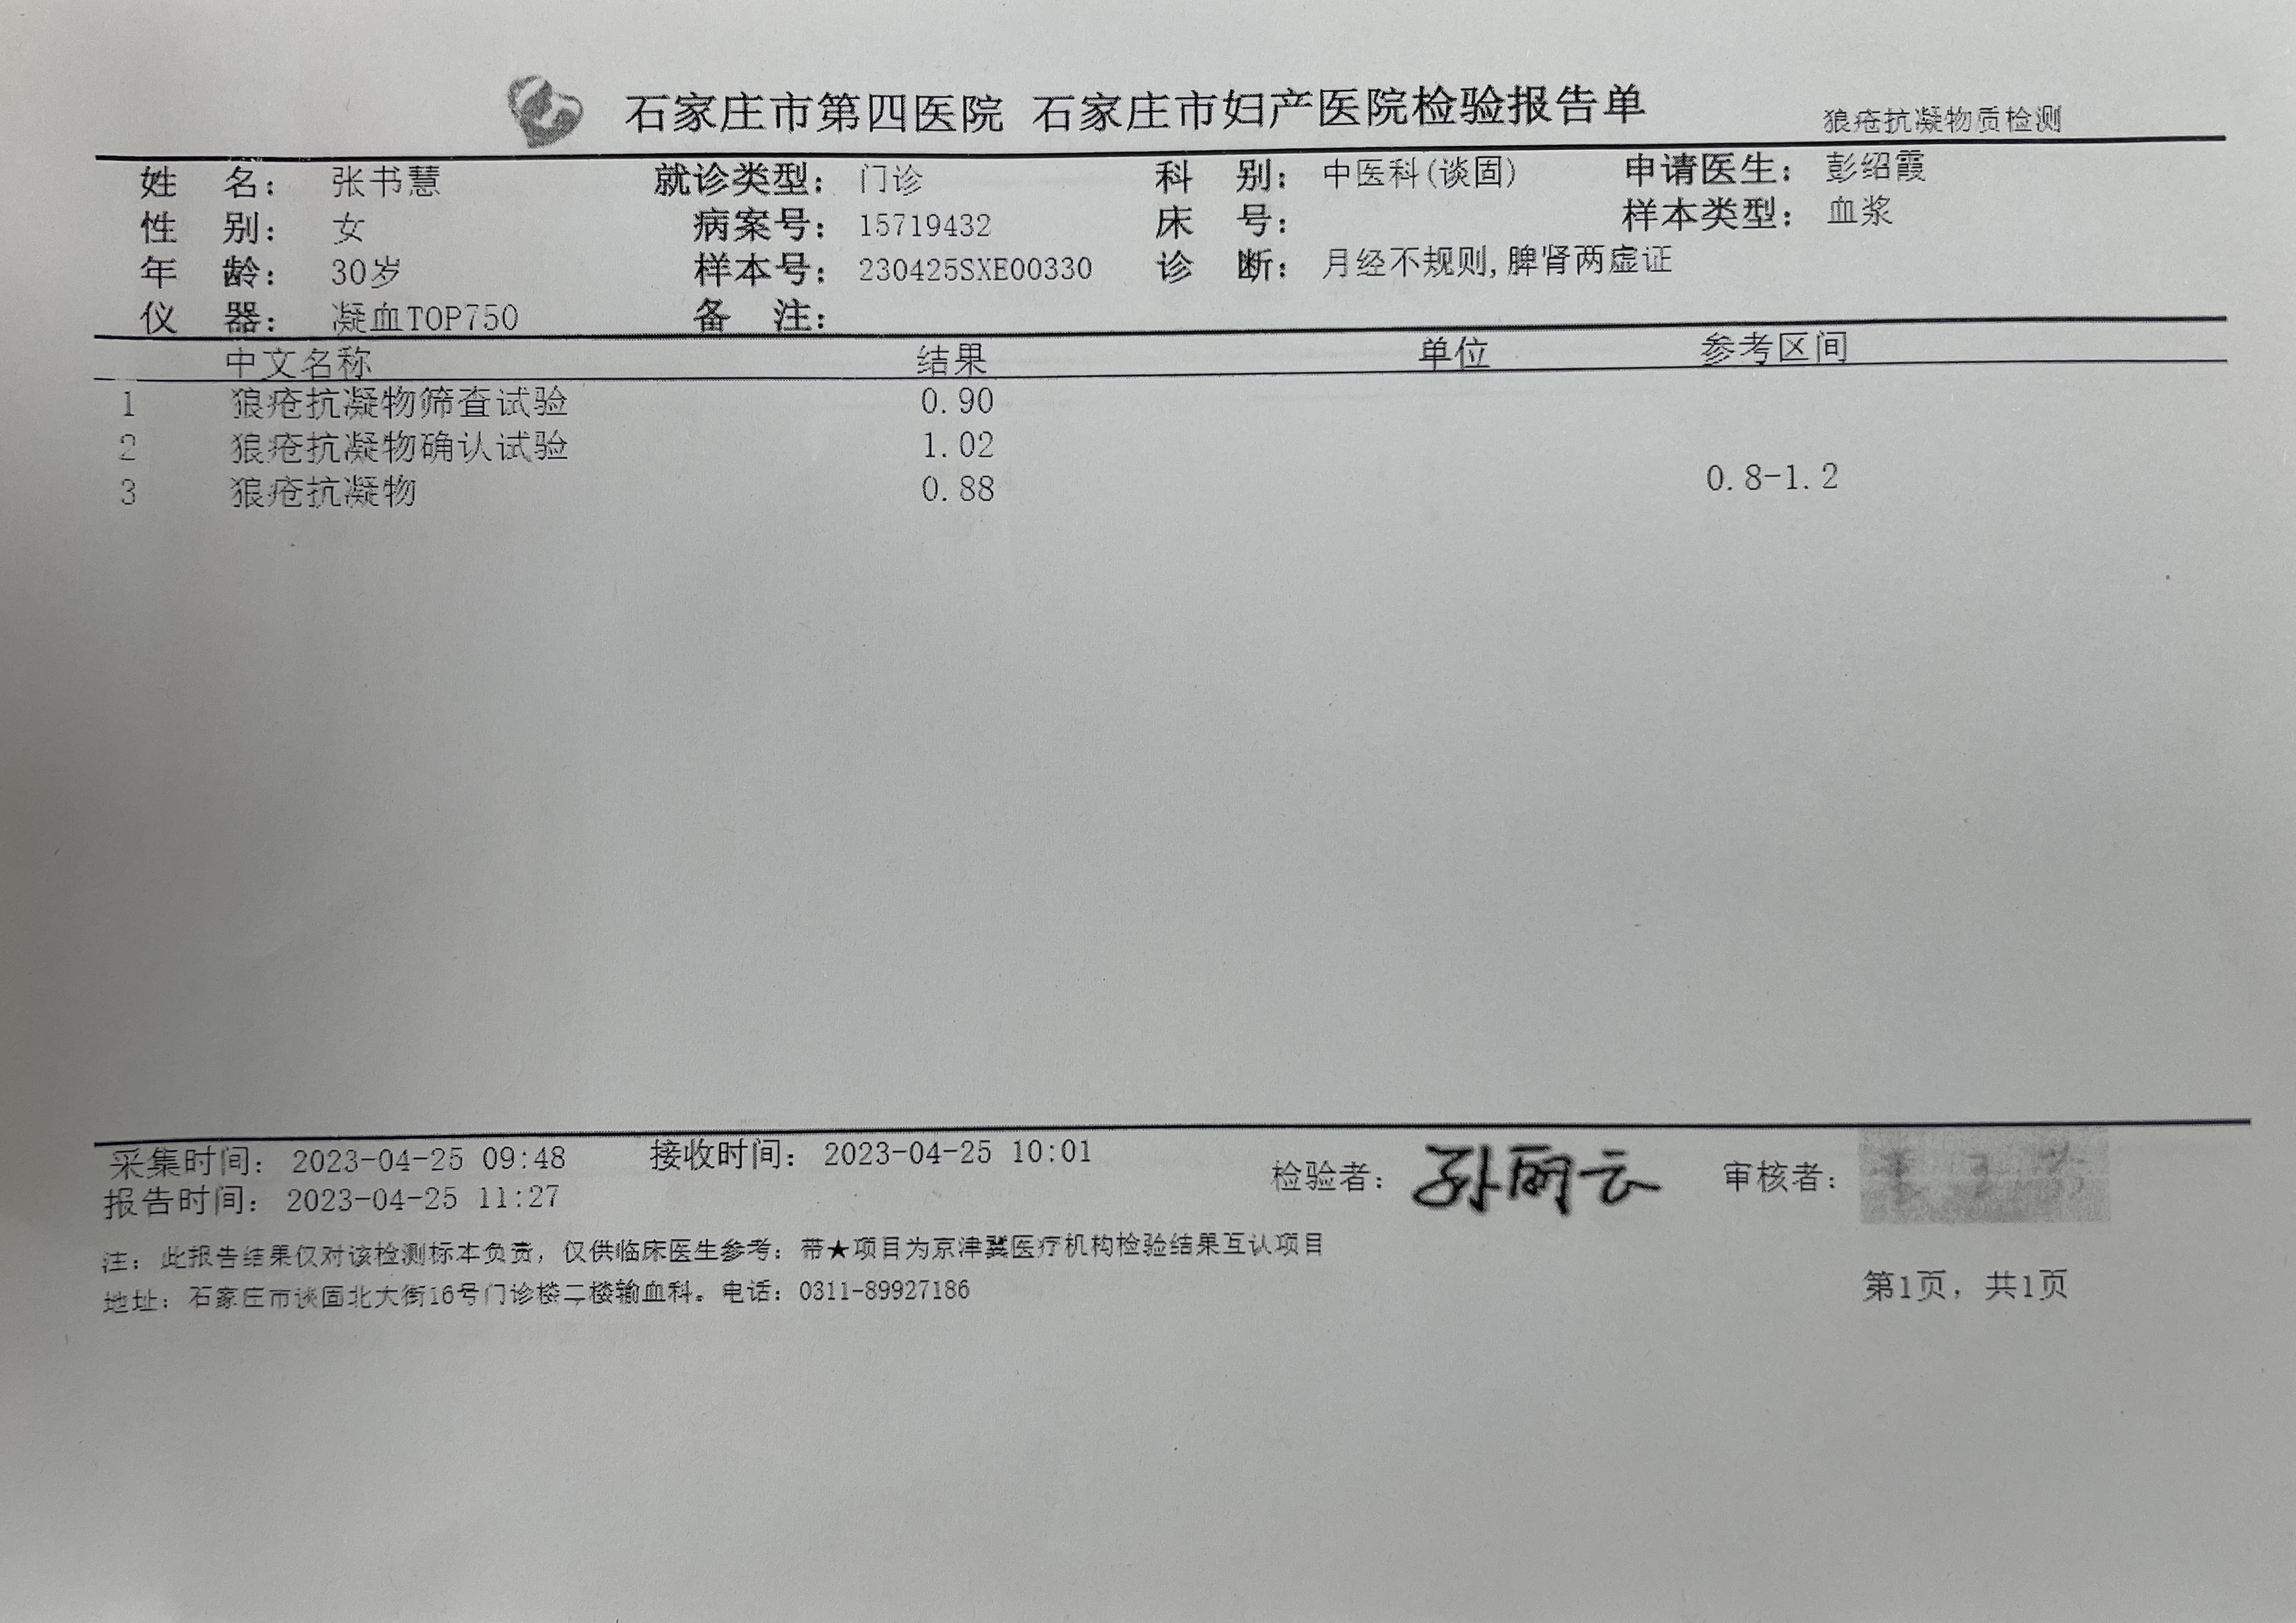 石家庄市第四医院 石家庄市妇产医院检验报告单 狼疮抗凝物质检测
姓 名: 张书慧 就诊类型: 门诊 科 别: 中医科(谈固) 申请医生: 彭绍霞
性 别: 女 病案号: 15719432 床 号: 样本类型: 血浆
年 龄: 30岁 样本号: 230425SXE00330 诊 断: 月经不规则,脾肾两虚证
仪 器: 凝血TOP750 备 注:
中文名称 结果 单位 参考区间
1 狼疮抗凝物筛查试验 0.90
2 狼疮抗凝物确认试验 1.02
3 狼疮抗凝物 0.88 0.8-1.2
采集时间: 2023-04-25 09:48 接收时间: 2023-04-25 10:01 检验者: 孙丽云 审核者:
报告时间: 2023-04-25 11:27
注: 此报告结果仅对该检测标本负责, 仅供临床医生参考; 带★项目为京津冀医疗机构检验结果互认项目
地址: 石家庄市谈固北大街16号门诊楼二楼输血科。电话: 0311-89927186 第1页, 共1页